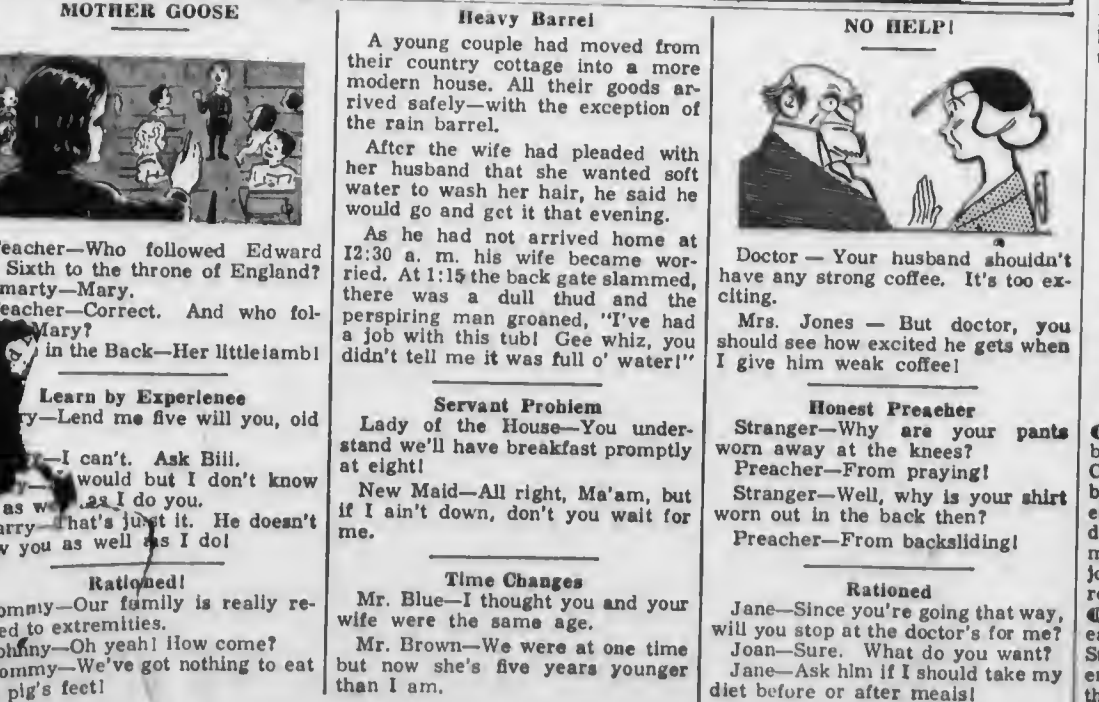 MOTHER GOOSE
eacher—Who followed Edward
Sixth to the throne of England?
marty—Mary.
eacher—Correct. And who fol-
Mary?
in the Back—Her little lamb!
Learn by Experience
ry—Lend me five will you, old
—I can't. Ask Bill.
would but I don't know
as w as I do you.
arry—That's just it. He doesn't
w you as well as I do!
Rationed!
ommy—Our family is really re-
ed to extremities.
ohnny—Oh yeah! How come?
ommy—We've got nothing to eat
pig's feet!
Heavy Barrel
A young couple had moved from
their country cottage into a more
modern house. All their goods ar-
rived safely—with the exception of
the rain barrel.
After the wife had pleaded with
her husband that she wanted soft
water to wash her hair, he said he
would go and get it that evening.
As he had not arrived home at
12:30 a. m. his wife became wor-
ried. At 1:15 the back gate slammed,
there was a dull thud and the
perspiring man groaned, "I've had
a job with this tub! Gee whiz, you
didn't tell me it was full o' water!"
Servant Problem
Lady of the House—You under-
stand we'll have breakfast promptly
at eight!
New Maid—All right, Ma'am, but
if I ain't down, don't you wait for
me.
Time Changes
Mr. Blue—I thought you and your
wife were the same age.
Mr. Brown—We were at one time
but now she's five years younger
than I am.
NO HELP!
Doctor — Your husband shouldn't
have any strong coffee. It's too ex-
citing.
Mrs. Jones — But doctor, you
should see how excited he gets when
I give him weak coffee!
Honest Preacher
Stranger—Why are your pants
worn away at the knees?
Preacher—From praying!
Stranger—Well, why is your shirt
worn out in the back then?
Preacher—From backsliding!
Rationed
Jane—Since you're going that way,
will you stop at the doctor's for me?
Joan—Sure. What do you want?
Jane—Ask him if I should take my
diet before or after meals!